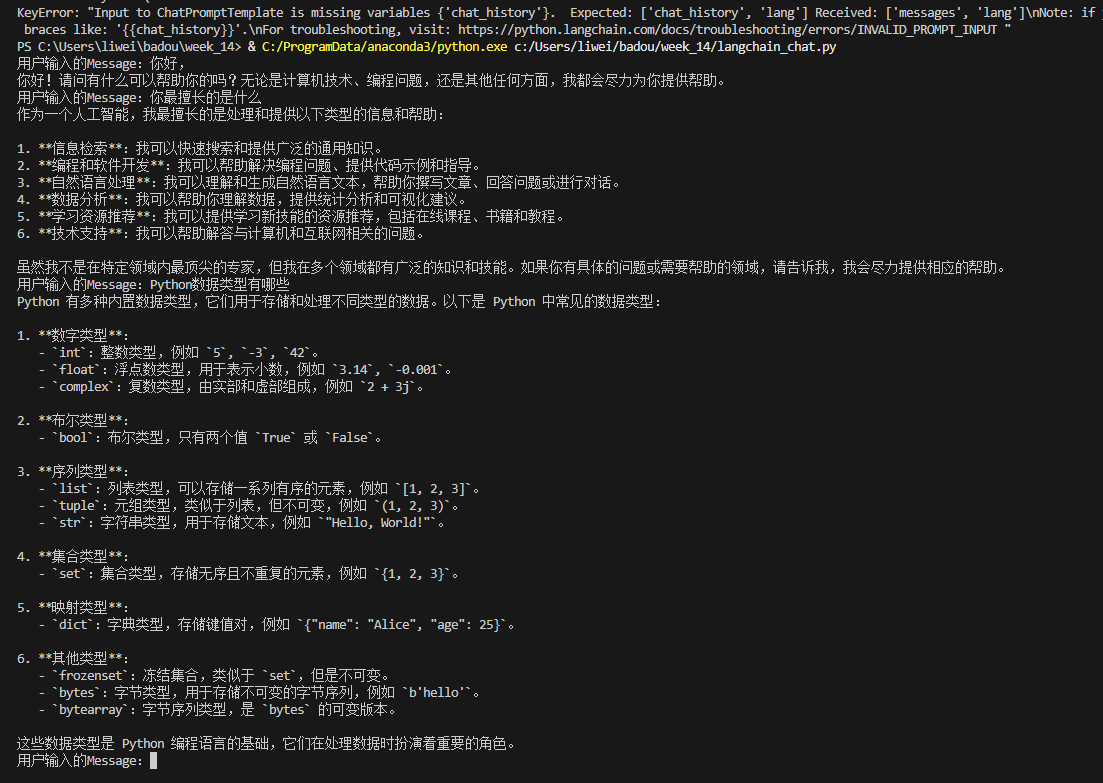 KeyError: "Input to ChatPromptTemplate is missing variables {'chat_history'}.  Expected: ['chat_history', 'lang'] Received: ['messages', 'lang']\nNote: if
braces like: '{{chat_history}}'.\nFor troubleshooting, visit: https://python.langchain.com/docs/troubleshooting/errors/INVALID_PROMPT_INPUT "
PS C:\Users\liwei\badou\week_14> & C:/ProgramData/anaconda3/python.exe c:/Users/liwei/badou/week_14/langchain_chat.py
用户输入的Message：你好，
你好！请问有什么可以帮助你的吗？无论是计算机技术、编程问题，还是其他任何方面，我都会尽力为你提供帮助。
用户输入的Message：你最擅长的是什么
作为一个人工智能，我最擅长的是处理和提供以下类型的信息和帮助：
1. **信息检索**：我可以快速搜索和提供广泛的通用知识。
2. **编程和软件开发**：我可以帮助解决编程问题、提供代码示例和指导。
3. **自然语言处理**：我可以理解和生成自然语言文本，帮助你撰写文章、回答问题或进行对话。
4. **数据分析**：我可以帮助你理解数据，提供统计分析和可视化建议。
5. **学习资源推荐**：我可以提供学习新技能的资源推荐，包括在线课程、书籍和教程。
6. **技术支持**：我可以帮助解答与计算机和互联网相关的问题。
虽然我不是在特定领域内最顶尖的专家，但我在多个领域都有广泛的知识和技能。如果你有具体的问题或需要帮助的领域，请告诉我，我会尽力提供相应的帮助。
用户输入的Message：Python数据类型有哪些
Python 有多种内置数据类型，它们用于存储和处理不同类型的数据。以下是 Python 中常见的数据类型：
1. **数字类型**：
- `int`：整数类型，例如 `5`、`-3`、`42`。
- `float`：浮点数类型，用于表示小数，例如 `3.14`、`-0.001`。
- `complex`：复数类型，由实部和虚部组成，例如 `2 + 3j`。
2. **布尔类型**：
- `bool`：布尔类型，只有两个值 `True` 或 `False`。
3. **序列类型**：
- `list`：列表类型，可以存储一系列有序的元素，例如 `[1, 2, 3]`。
- `tuple`：元组类型，类似于列表，但不可变，例如 `(1, 2, 3)`。
- `str`：字符串类型，用于存储文本，例如 `"Hello, World!"`。
4. **集合类型**：
- `set`：集合类型，存储无序且不重复的元素，例如 `{1, 2, 3}`。
5. **映射类型**：
- `dict`：字典类型，存储键值对，例如 `{"name": "Alice", "age": 25}`。
6. **其他类型**：
- `frozenset`：冻结集合，类似于 `set`，但是不可变。
- `bytes`：字节类型，用于存储不可变的字节序列，例如 `b'hello'`。
- `bytearray`：字节序列类型，是 `bytes` 的可变版本。
这些数据类型是 Python 编程语言的基础，它们在处理数据时扮演着重要的角色。
用户输入的Message：